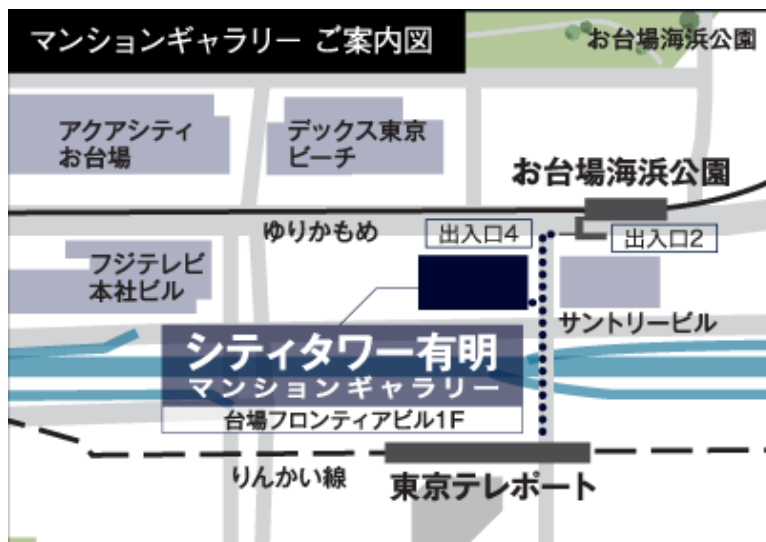 マンションギャラリー ご案内図
お台場海浜公園
アクアシティ
お台場
デックス東京
ビーチ
お台場海浜公園
ゆりかもめ
出入口4
出入口2
フジテレビ
本社ビル
サントリービル
シティタワー有明
マンションギャラリー
台場フロンティアビル1F
りんかい線
東京テレポート